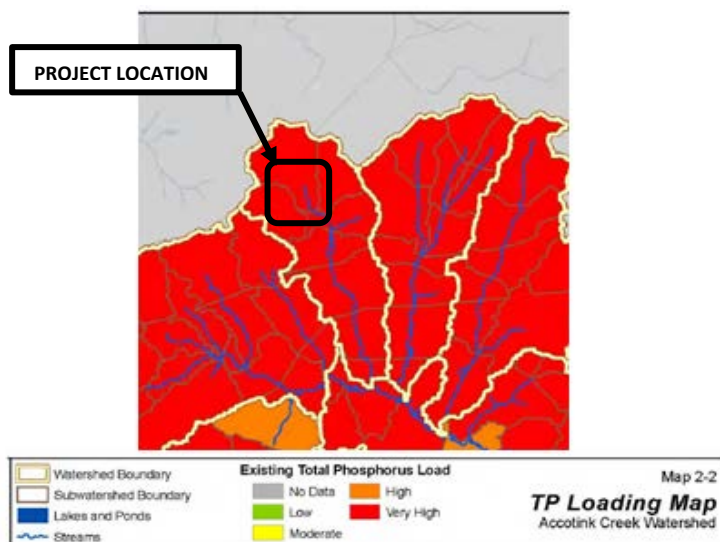 PROJECT LOCATION
Watershed Boundary
Subwatershed Boundary
Lakes and Ponds
Streams
Existing Total Phosphorus Load
No Data
Low
Moderate
High
Very High
Map 2-2
TP Loading Map
Accotink Creek Watershed